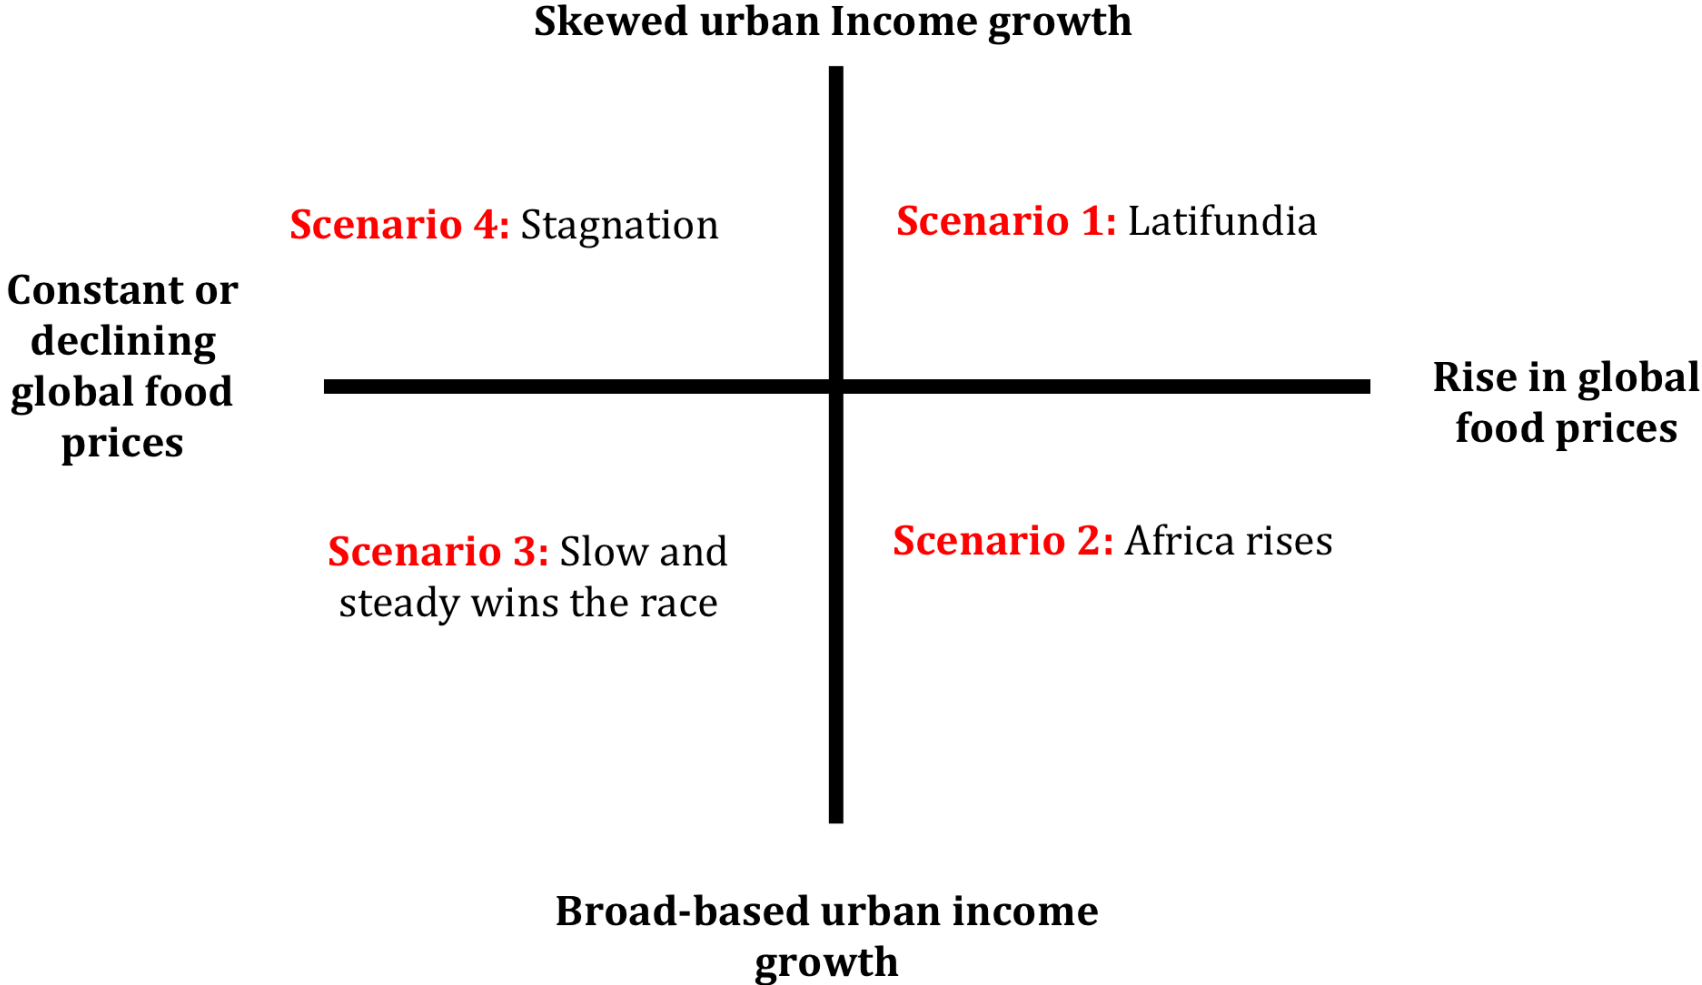 Skewed urban Income growth
Scenario 4: Stagnation
Scenario 1: Latifundia
Constant or
declining
global food
prices
Rise in global
food prices
Scenario 3: Slow and
steady wins the race
Scenario 2: Africa rises
Broad-based urban income
growth